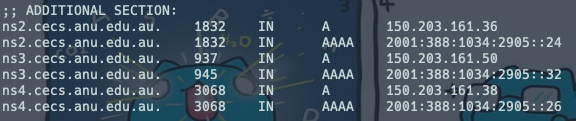 ;; ADDITIONAL SECTION:
ns2.cecs.anu.edu.au. 1832 IN A 150.203.161.36
ns2.cecs.anu.edu.au. 1832 IN AAAA 2001:388:1034:2905::24
ns3.cecs.anu.edu.au. 937 IN A 150.203.161.50
ns3.cecs.anu.edu.au. 945 IN AAAA 2001:388:1034:2905::32
ns4.cecs.anu.edu.au. 3068 IN A 150.203.161.38
ns4.cecs.anu.edu.au. 3068 IN AAAA 2001:388:1034:2905::26